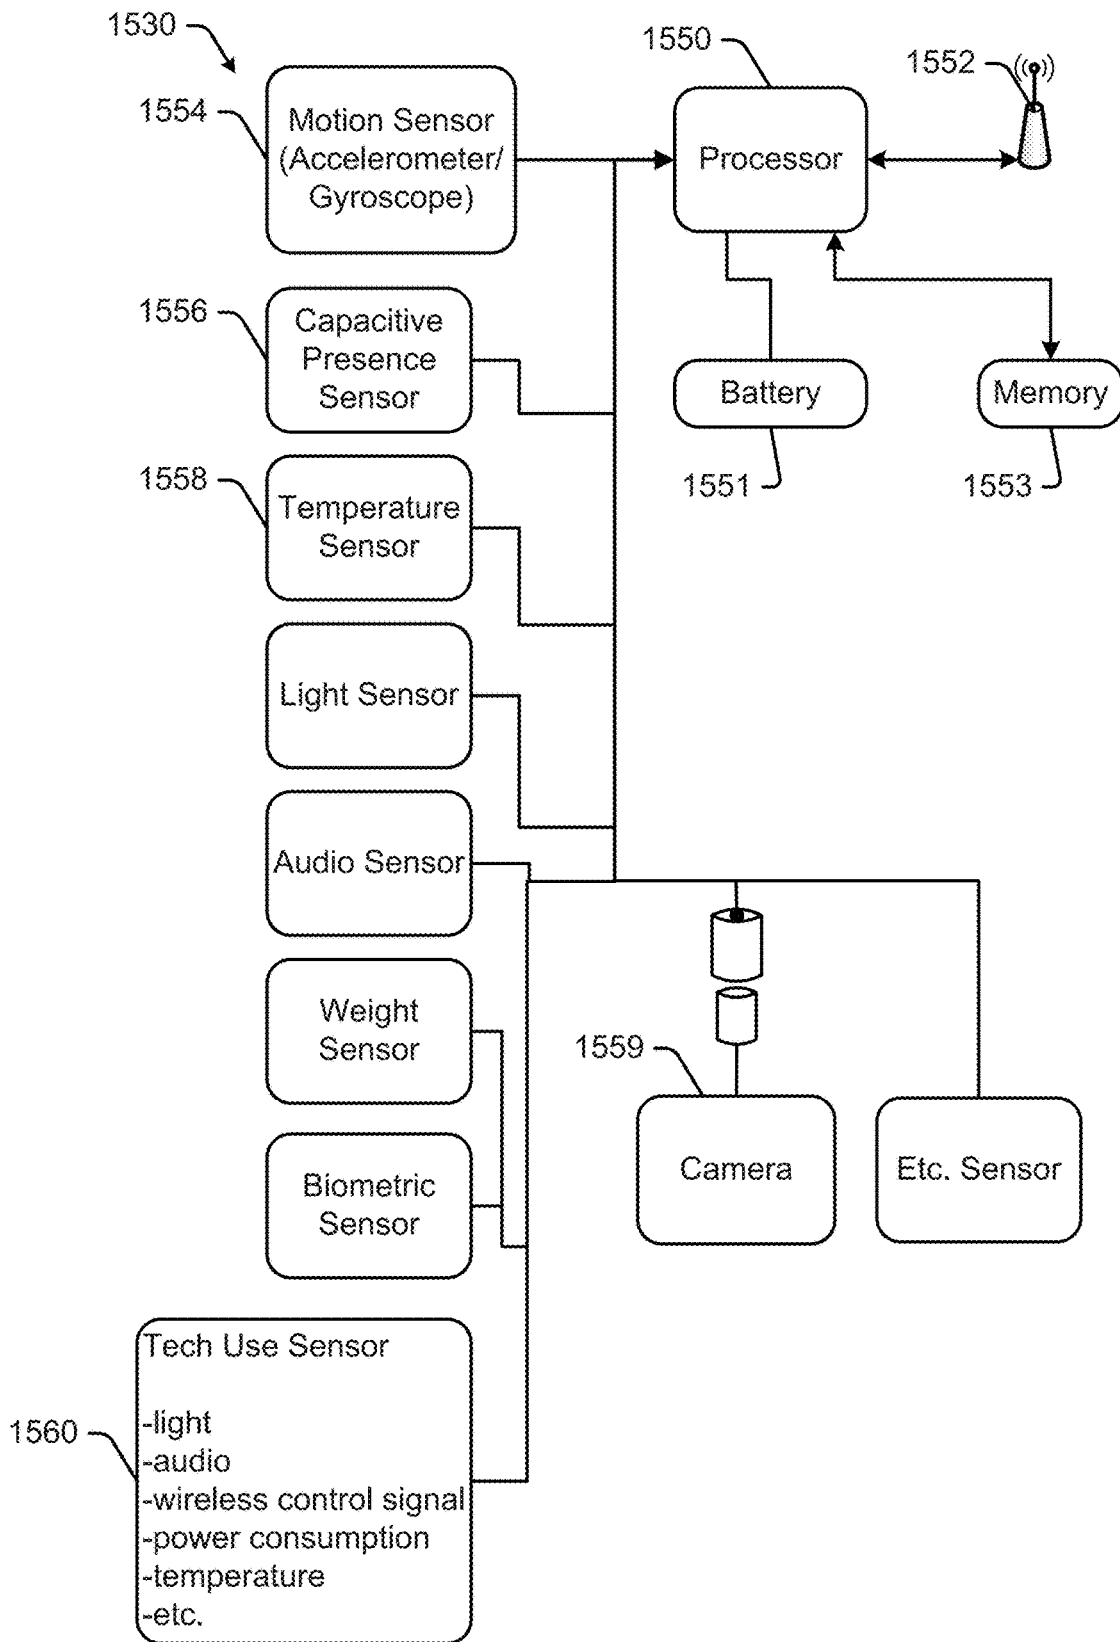 1530
1550
1552
1554
Motion Sensor
(Accelerometer/
Gyroscope)
Processor
1556
Capacitive
Presence
Sensor
Battery
Memory
1551
1553
1558
Temperature
Sensor
Light Sensor
Audio Sensor
Weight
Sensor
1559
Camera
Etc. Sensor
Biometric
Sensor
Tech Use Sensor
1560
-light
-audio
-wireless control signal
-power consumption
-temperature
-etc.